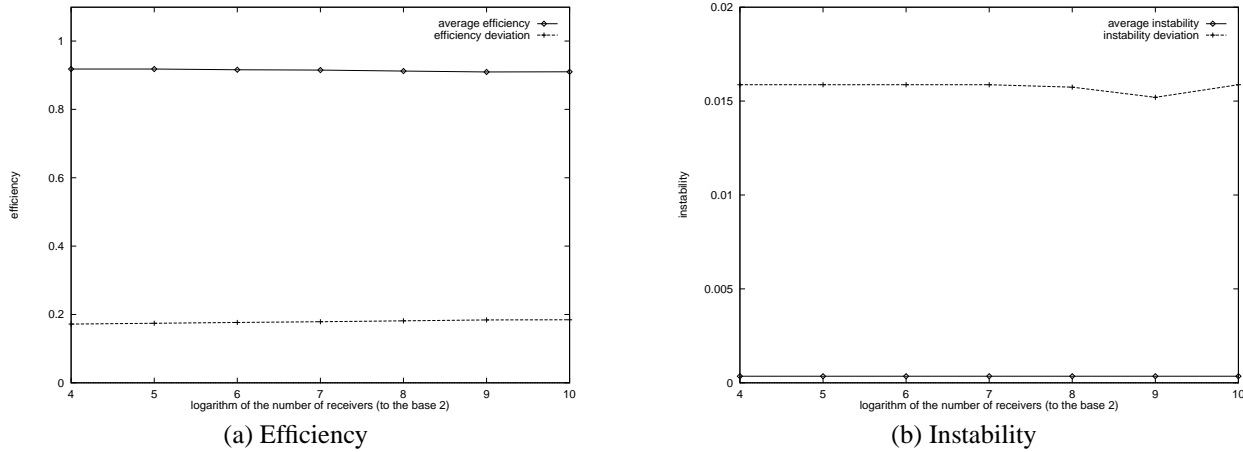 average efficiency
efficiency deviation
1
0.8
0.6
0.4
0.2
0
efficiency
4 5 6 7 8 9 10
logarithm of the number of receivers (to the base 2)
(a) Efficiency
average instability
instability deviation
0.02
0.015
0.01
0.005
0
instability
4 5 6 7 8 9 10
logarithm of the number of receivers (to the base 2)
(b) Instability